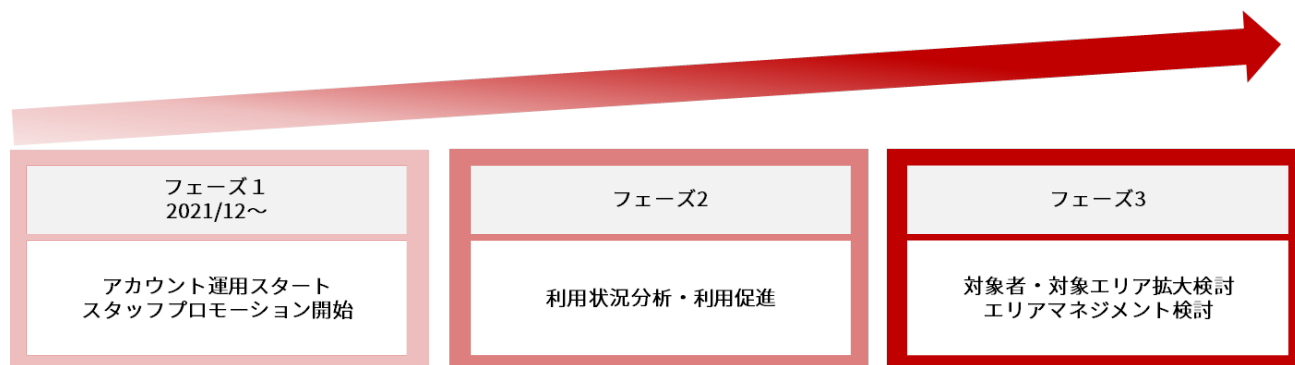 フェーズ１
2021/12～
アカウント運用スタート
スタッフプロモーション開始
フェーズ2
利用状況分析・利用促進
フェーズ3
対象者・対象エリア拡大検討
エリアマネジメント検討